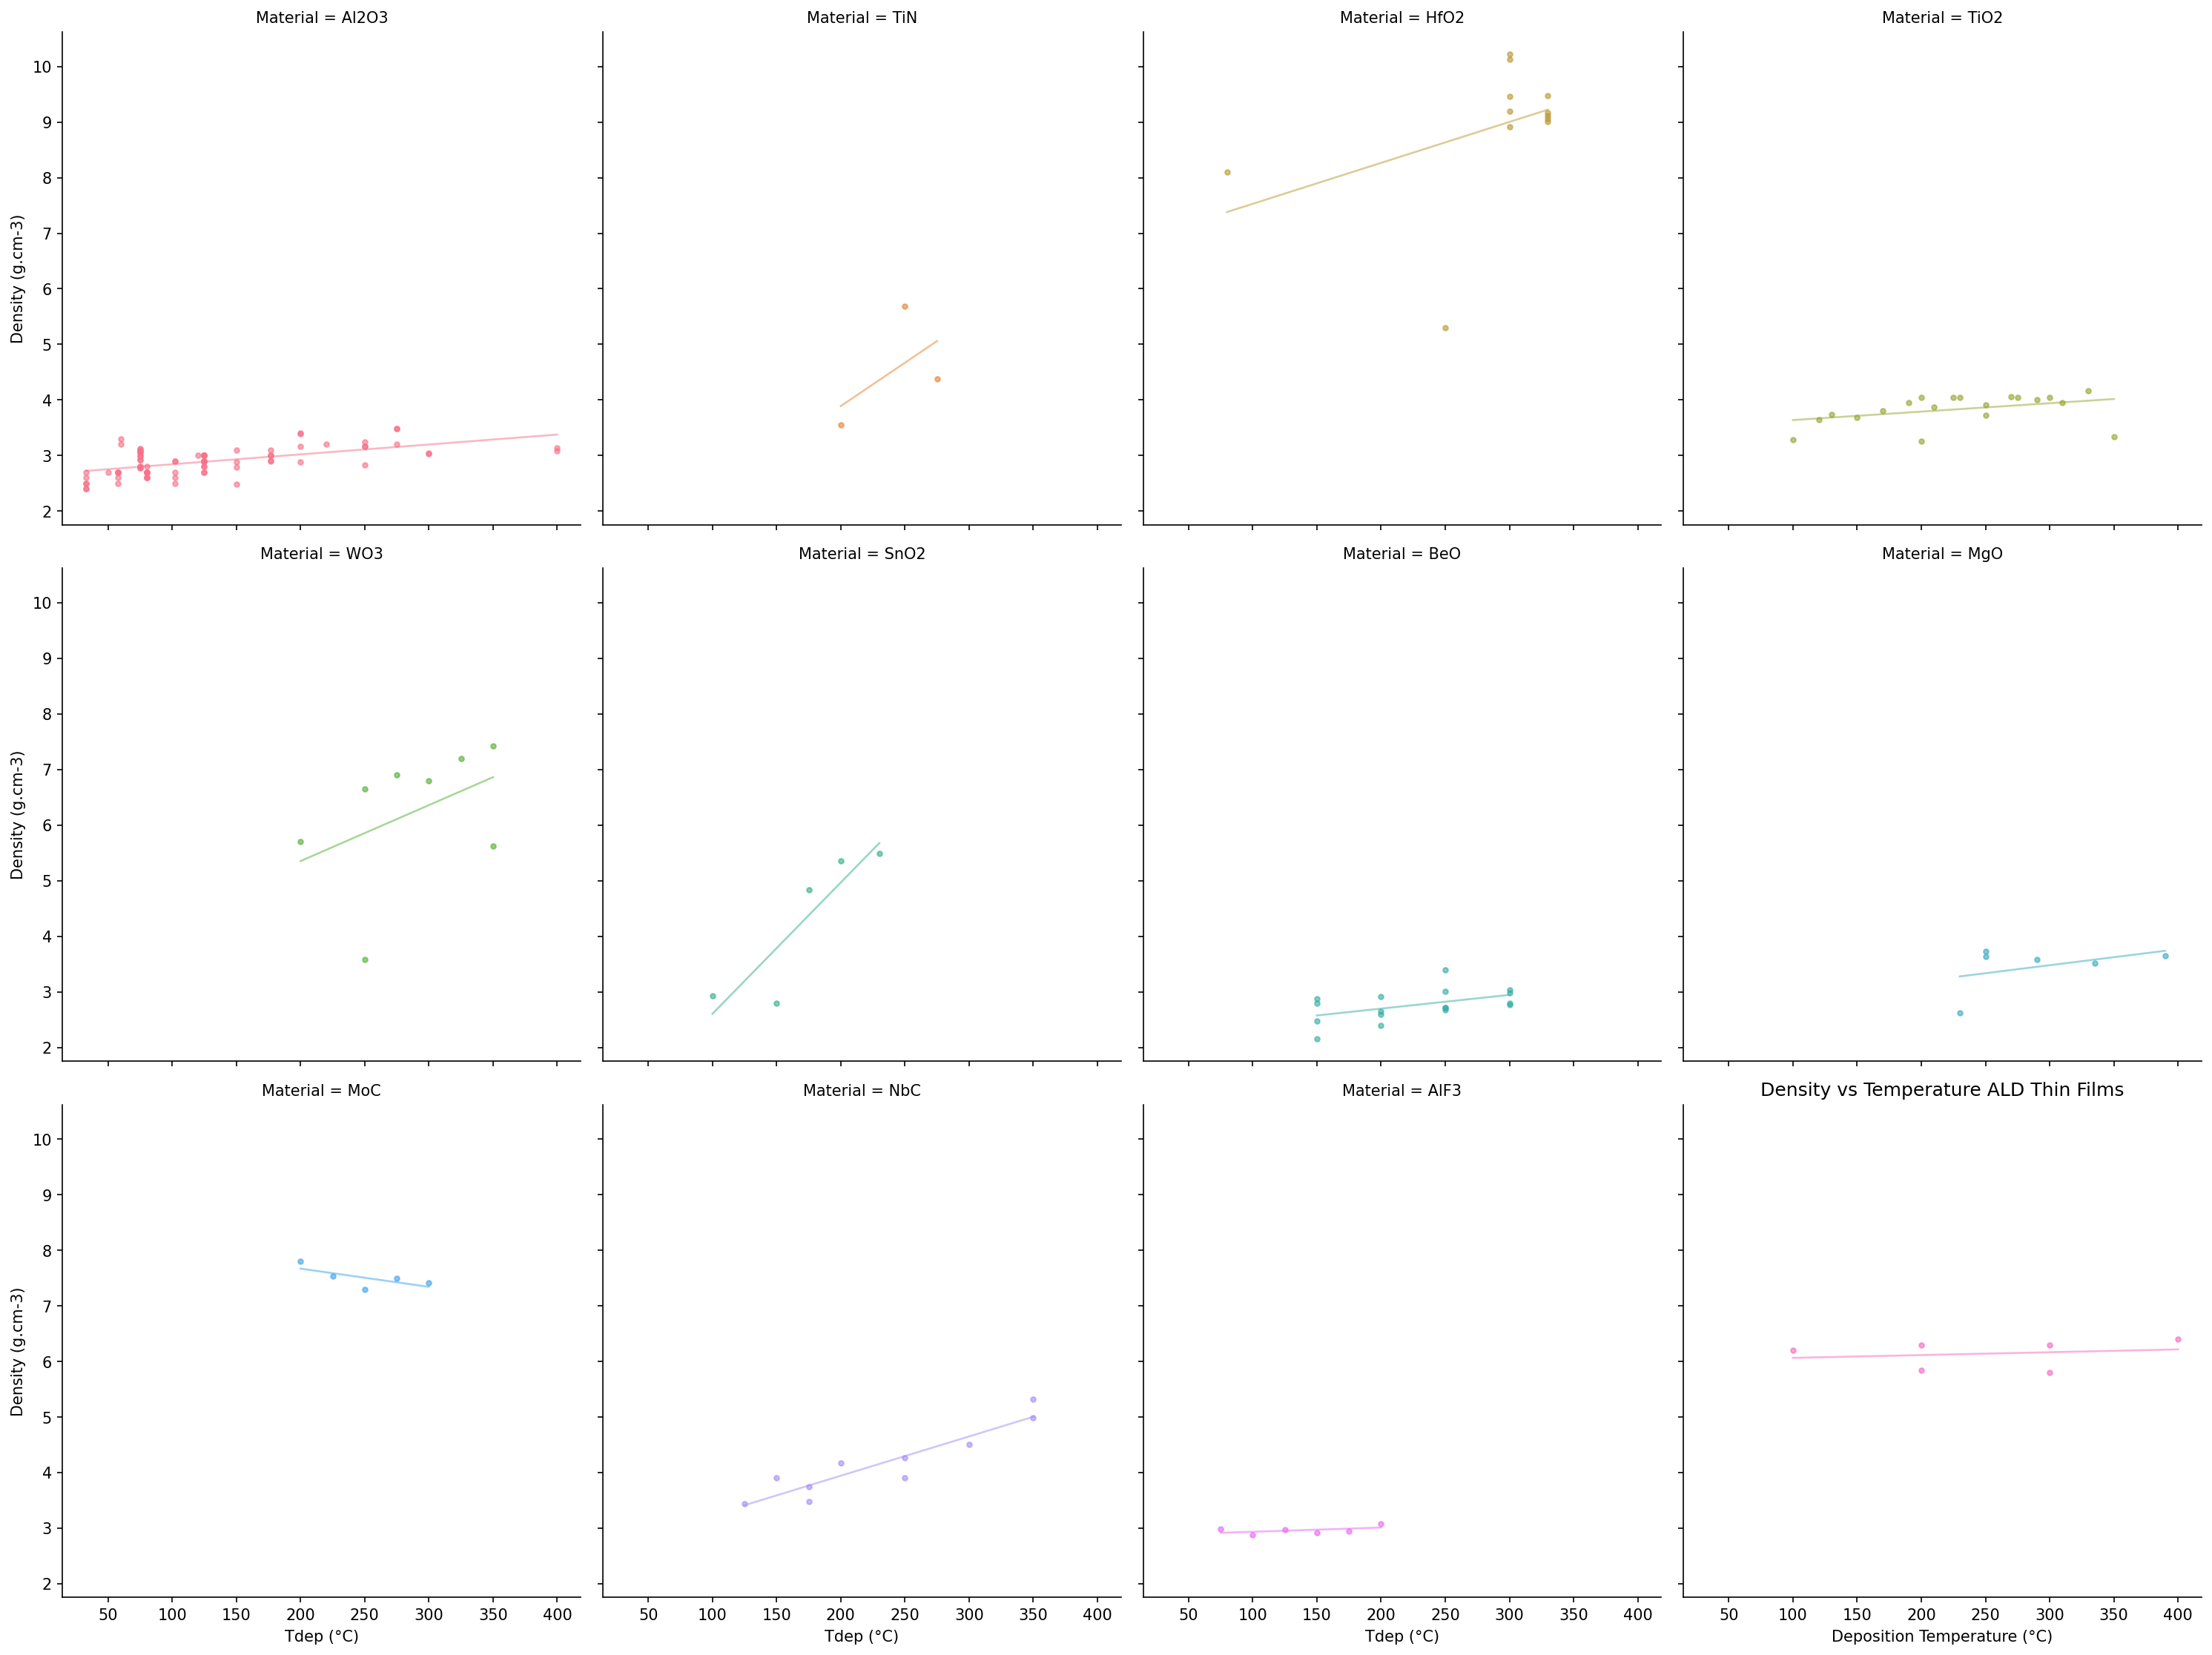 Material = Al2O3
Material = TiN
Material = HfO2
Material = TiO2
10
9
8
7
6
5
4
3
2
Density (g.cm-3)
Material = WO3
Material = SnO2
Material = BeO
Material = MgO
10
9
8
7
6
5
4
3
2
Density (g.cm-3)
Material = MoC
Material = NbC
Material = AlF3
Density vs Temperature ALD Thin Films
10
9
8
7
6
5
4
3
2
Density (g.cm-3)
50 100 150 200 250 300 350 400
50 100 150 200 250 300 350 400
50 100 150 200 250 300 350 400
50 100 150 200 250 300 350 400
Tdep (°C)
Tdep (°C)
Tdep (°C)
Deposition Temperature (°C)